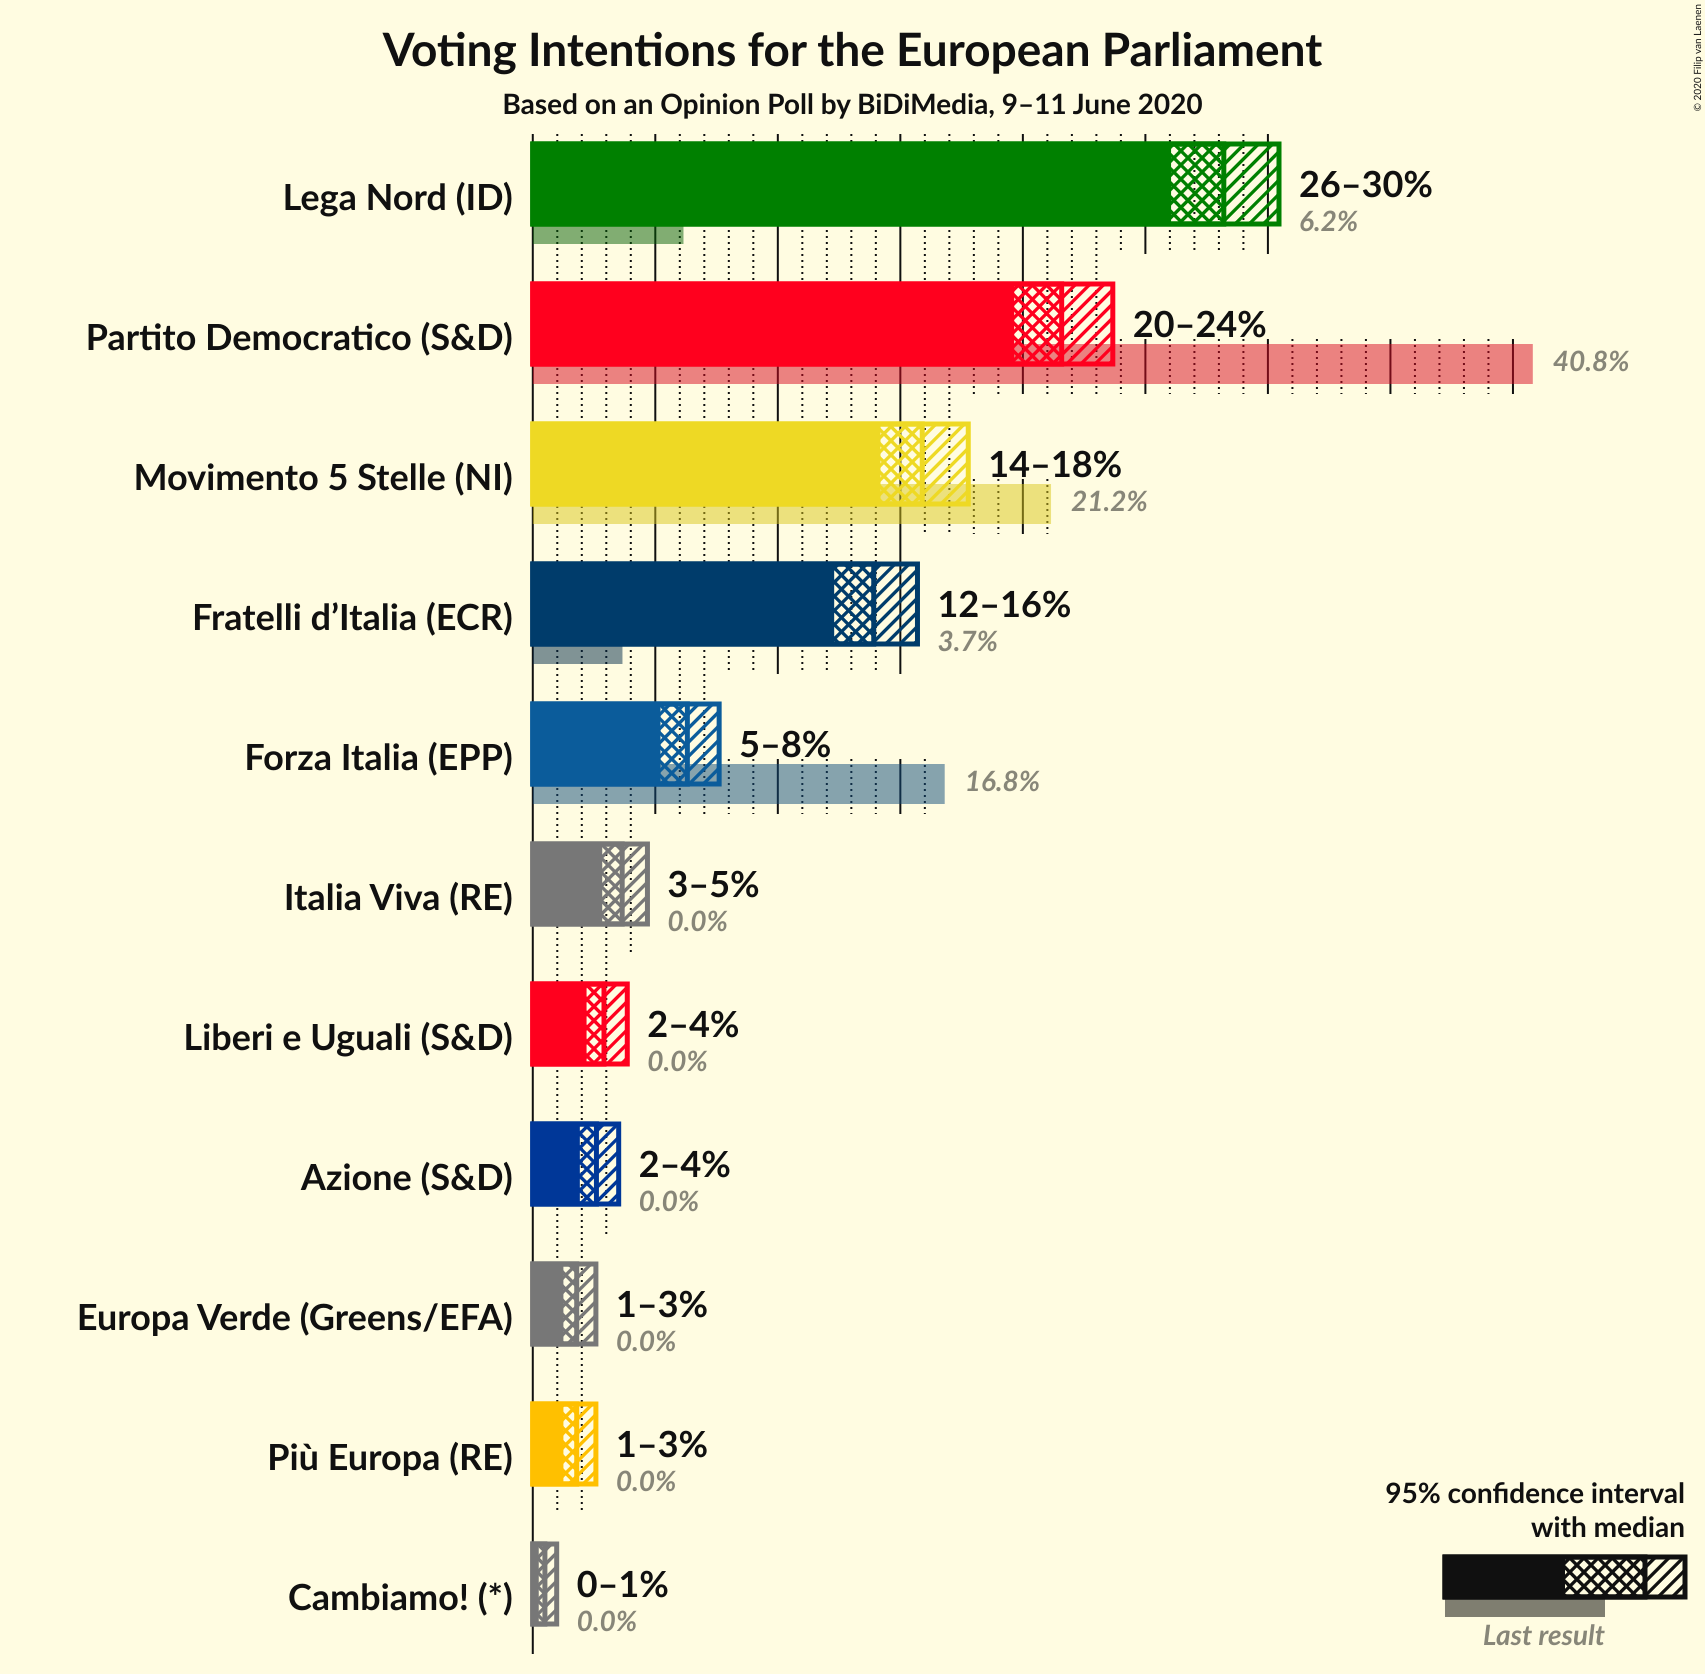 Voting Intentions for the European Parliament
Based on an Opinion Poll by BiDiMedia, 9–11 June 2020
© 2020 Filip van Laenen
Lega Nord (ID)
26–30%
6.2%
Partito Democratico (S&D)
20–24%
40.8%
Movimento 5 Stelle (NI)
14–18%
21.2%
Fratelli d’Italia (ECR)
12–16%
3.7%
Forza Italia (EPP)
5–8%
16.8%
Italia Viva (RE)
3–5%
0.0%
Liberi e Uguali (S&D)
2–4%
0.0%
Azione (S&D)
2–4%
0.0%
Europa Verde (Greens/EFA)
1–3%
0.0%
Più Europa (RE)
1–3%
0.0%
Cambiamo! (*)
0–1%
0.0%
95% confidence interval
with median
Last result